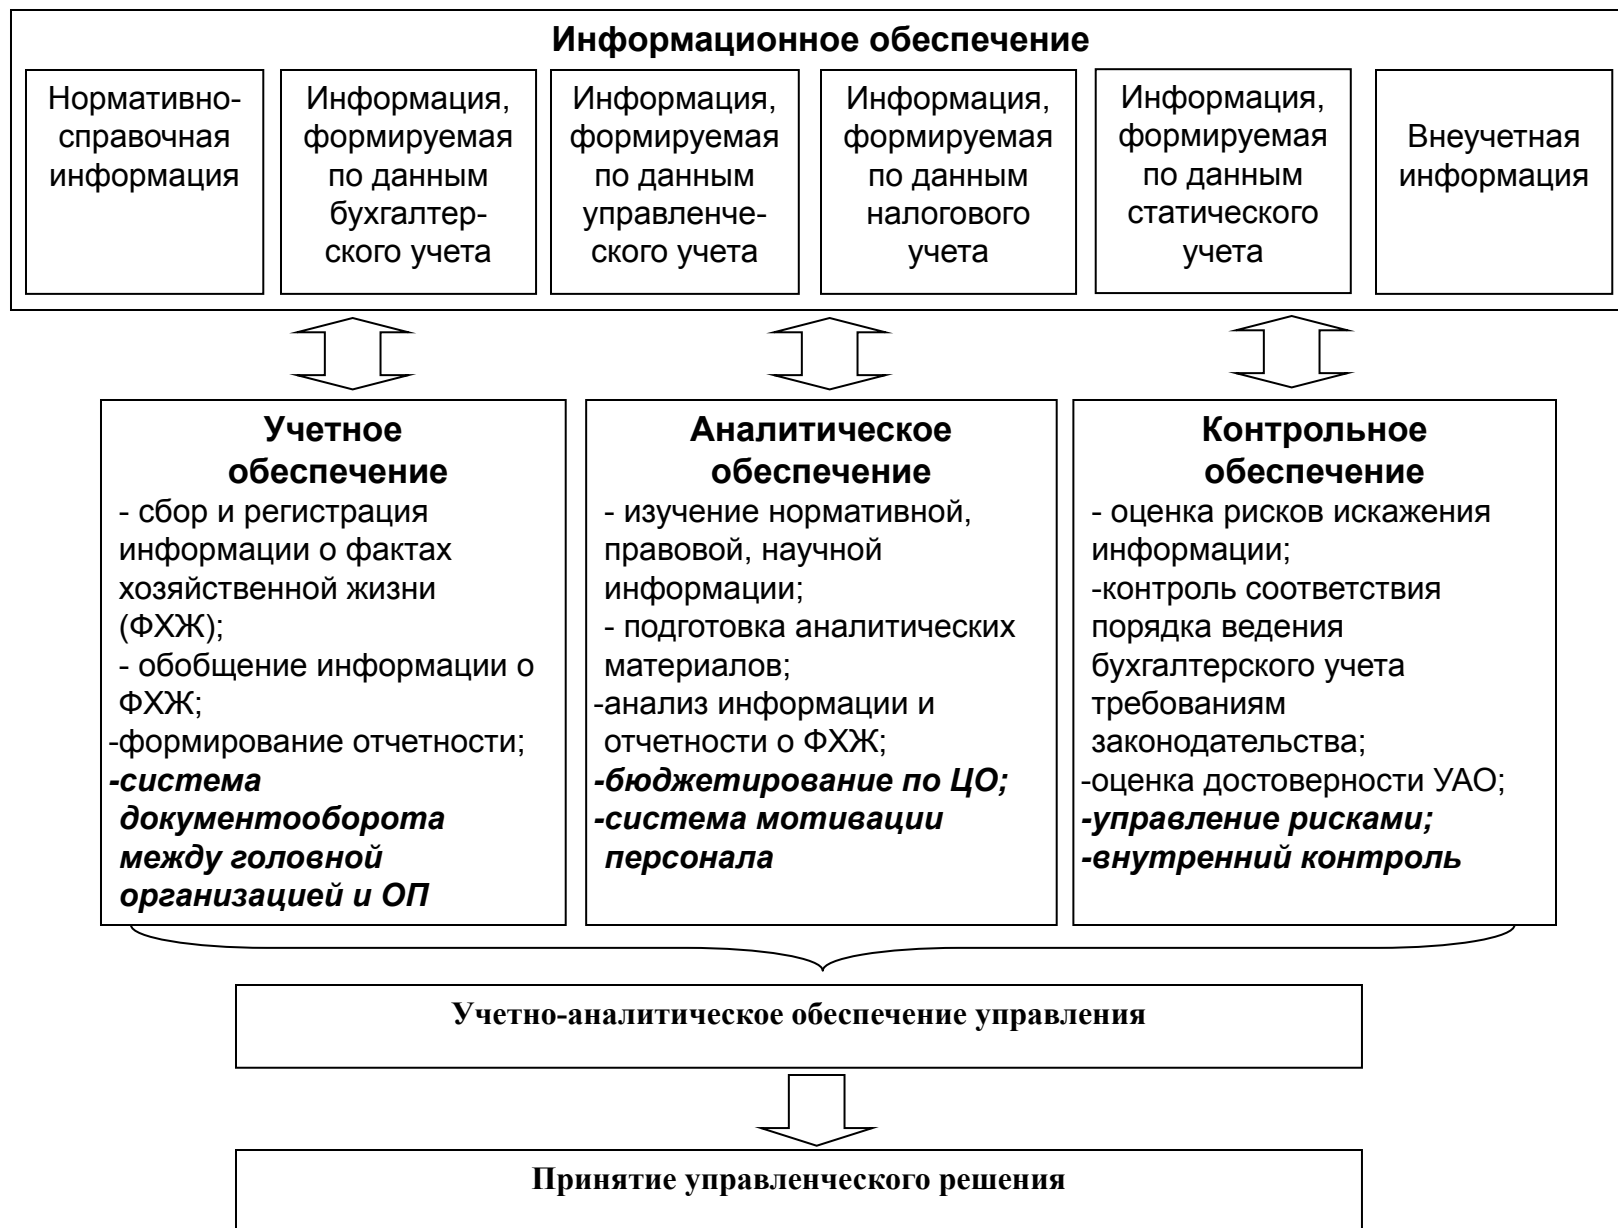 Информационное обеспечение
Нормативно-
справочная
информация
Информация,
формируемая
по данным
бухгалтер-
ского учета
Информация,
формируемая
по данным
управленче-
ского учета
Информация,
формируемая
по данным
налогового
учета
Информация,
формируемая
по данным
статического
учета
Внеучетная
информация
Учетное
обеспечение
- сбор и регистрация
информации о фактах
хозяйственной жизни
(ФХЖ);
- обобщение информации о
ФХЖ;
-формирование отчетности;
-система
документооборота
между головной
организацией и ОП
Аналитическое
обеспечение
- изучение нормативной,
правовой, научной
информации;
- подготовка аналитических
материалов;
-анализ информации и
отчетности о ФХЖ;
-бюджетирование по ЦО;
-система мотивации
персонала
Контрольное
обеспечение
- оценка рисков искажения
информации;
-контроль соответствия
порядка ведения
бухгалтерского учета
требованиям
законодательства;
-оценка достоверности УАО;
-управление рисками;
-внутренний контроль
Учетно-аналитическое обеспечение управления
Принятие управленческого решения